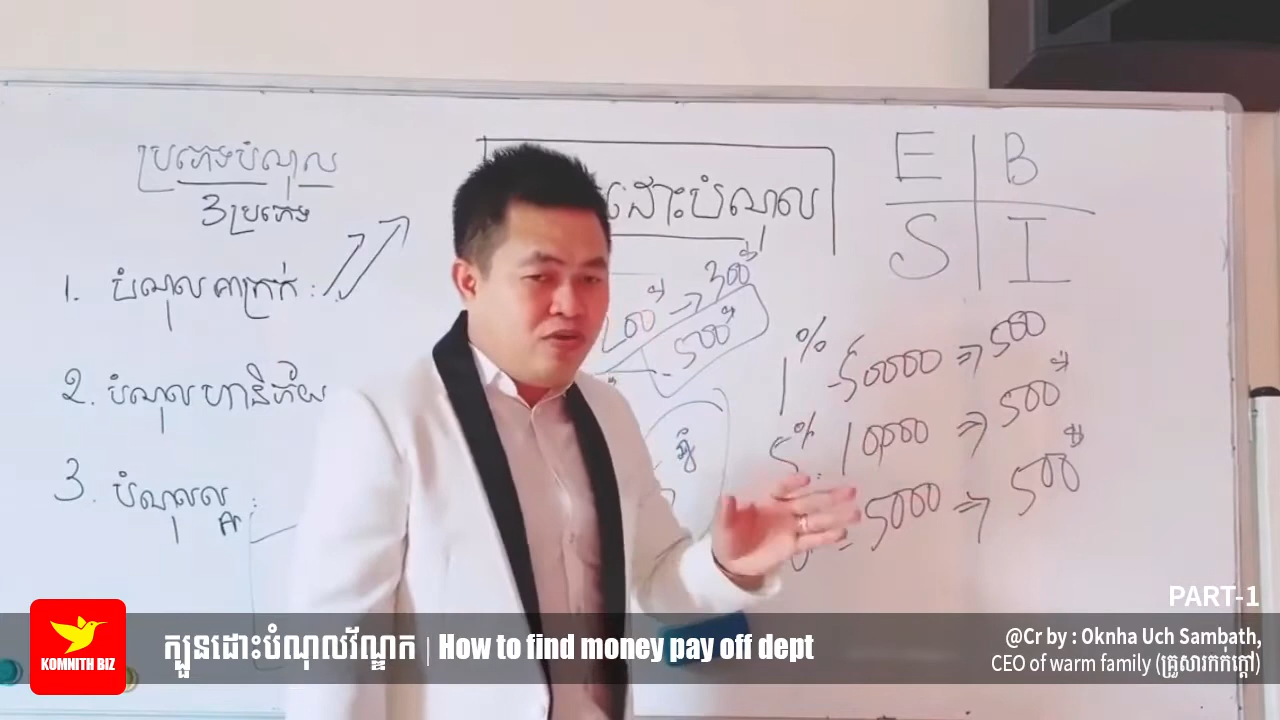 ប្រភេទបំណុល
3ប្រភេទ
1. បំណុលអាក្រក់ :
2. បំណុលហានិភ័យ
3. បំណុលល្អ :
ដោះបំណុល
300
500
E B
S I
1% - 50000 => 500
5% 10000 => 500
5000 => 500
PART-1
KOMNITH BIZ
ក្បួនដោះបំណុលវ័ណ្ឌក | How to find money pay off dept
@Cr by : Oknha Uch Sambath,
CEO of warm family (គ្រួសារកក់ក្តៅ)